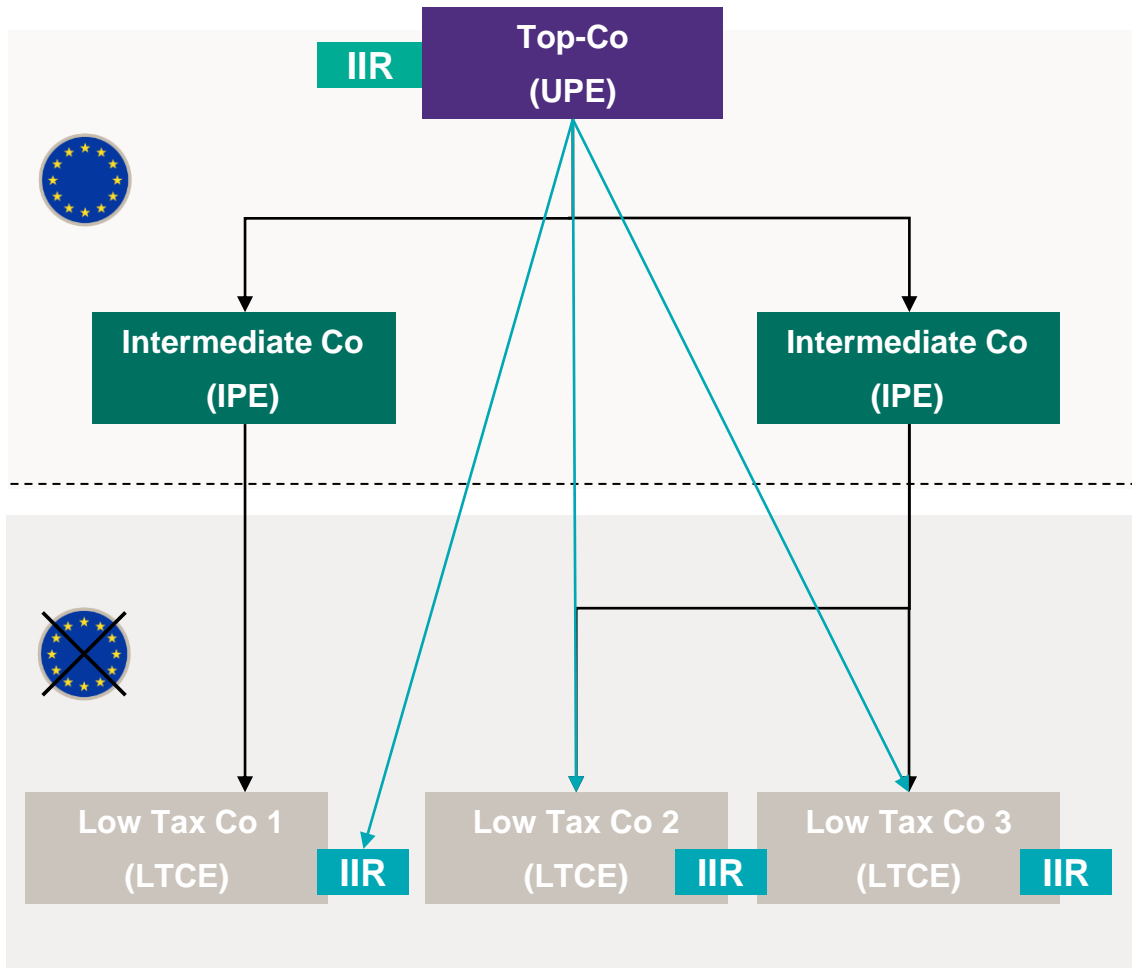 IIR
Top-Co
(UPE)
Intermediate Co
(IPE)
Intermediate Co
(IPE)
Low Tax Co 1
(LTCE)
IIR
Low Tax Co 2
(LTCE)
IIR
Low Tax Co 3
(LTCE)
IIR